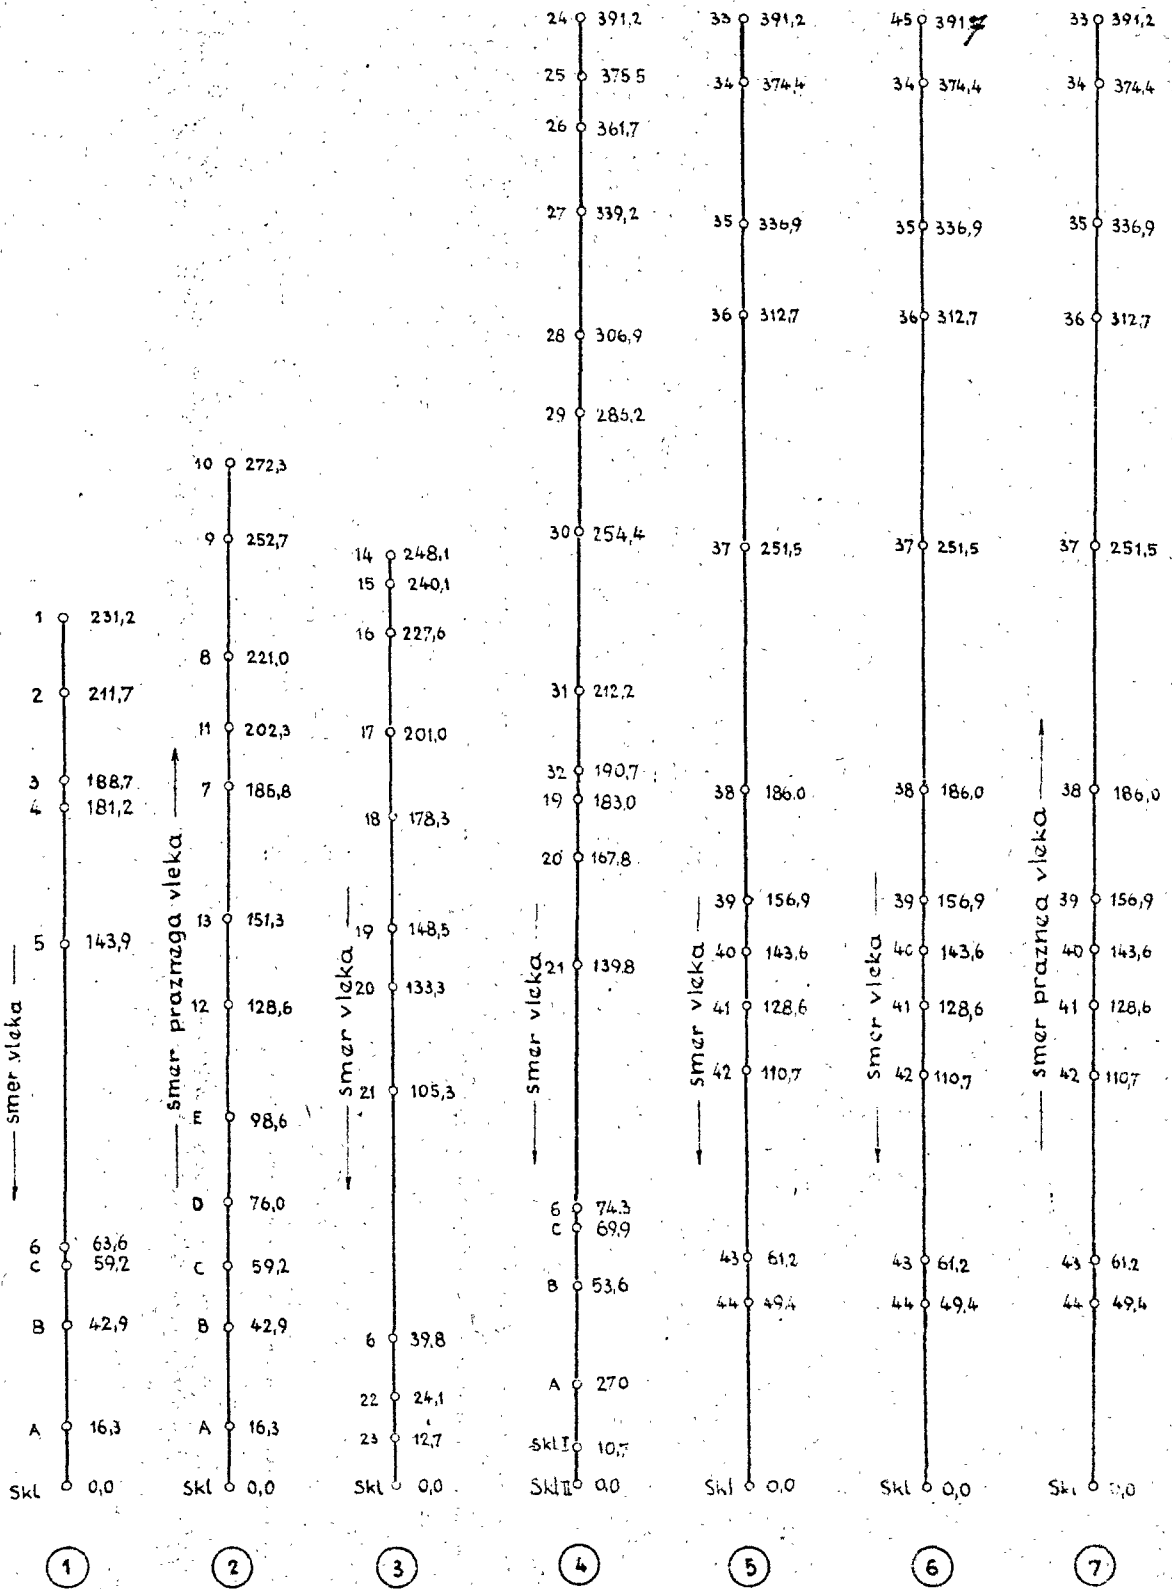 1 231,2
2 211,7
3 188,7
4 181,2
5 143,9
6 63,6
C 59,2
B 42,9
A 16,3
Skl 0,0
smer vleka
1
10 272,3
9 252,7
8 221,0
11 202,3
7 185,8
13 151,3
12 128,6
E 98,6
D 76,0
C 59,2
B 42,9
A 16,3
Skl 0,0
smer praznega vleka
2
14 248,1
15 240,1
16 227,6
17 201,0
18 178,3
19 148,5
20 133,3
21 105,3
6 39,8
22 24,1
23 12,7
Skl 0,0
smer vleka
3
24 391,2
25 375 5
26 361,7
27 339,2
28 306,9
29 285,2
30 254,4
31 212,2
32 190,7
19 183,0
20 167,8
21 139,8
6 74.3
C 69,9
B 53,6
A 27 0
Skl I 10,7
Skl II 0,0
smer vleka
4
33 391,2
34 374,4
35 336,9
36 312,7
37 251,5
38 186,0
39 156,9
40 143,6
41 128,6
42 110,7
43 61,2
44 49,4
Skl 0,0
smer vleka
5
45 391
34 374,4
35 336,9
36 312,7
37 251,5
38 186,0
39 156,9
40 143,6
41 128,6
42 110,7
43 61,2
44 49,4
Skl 0,0
smer vleka
6
33 391,2
34 374,4
35 336,9
36 312,7
37 251,5
38 186,0
39 156,9
40 143,6
41 128,6
42 110,7
43 61,2
44 49,4
Skl 0,0
smer praznea vleka
7